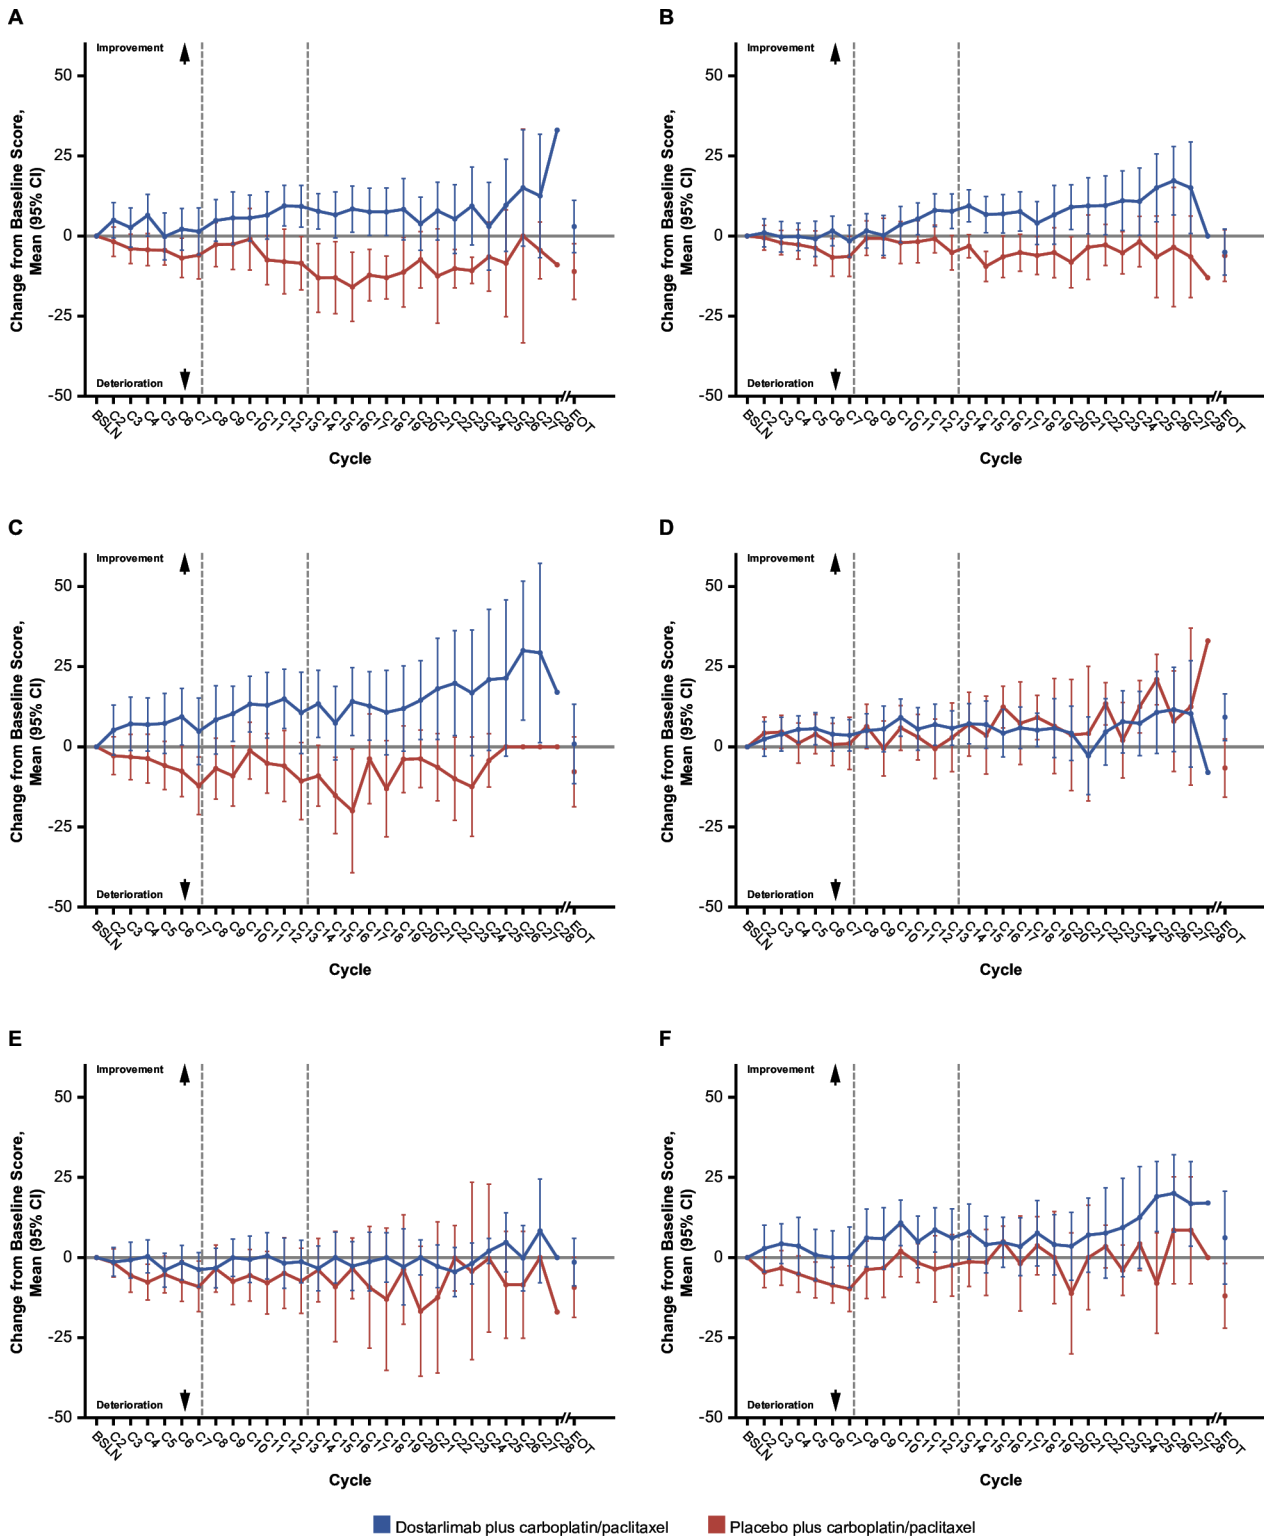 A
Improvement
50
25
0
-25
-50
Deterioration
Change from Baseline Score,
Mean (95% CI)
BSLN C2 C3 C4 C5 C6 C7 C8 C9 C10 C11 C12 C13 C14 C15 C16 C17 C18 C19 C20 C21 C22 C23 C24 C25 C26 C27 C28 EOT
Cycle
B
Improvement
50
25
0
-25
-50
Deterioration
Change from Baseline Score,
Mean (95% CI)
BSLN C2 C3 C4 C5 C6 C7 C8 C9 C10 C11 C12 C13 C14 C15 C16 C17 C18 C19 C20 C21 C22 C23 C24 C25 C26 C27 C28 EOT
Cycle
C
Improvement
50
25
0
-25
-50
Deterioration
Change from Baseline Score,
Mean (95% CI)
BSLN C2 C3 C4 C5 C6 C7 C8 C9 C10 C11 C12 C13 C14 C15 C16 C17 C18 C19 C20 C21 C22 C23 C24 C25 C26 C27 C28 EOT
Cycle
D
Improvement
50
25
0
-25
-50
Deterioration
Change from Baseline Score,
Mean (95% CI)
BSLN C2 C3 C4 C5 C6 C7 C8 C9 C10 C11 C12 C13 C14 C15 C16 C17 C18 C19 C20 C21 C22 C23 C24 C25 C26 C27 C28 EOT
Cycle
E
Improvement
50
25
0
-25
-50
Deterioration
Change from Baseline Score,
Mean (95% CI)
BSLN C2 C3 C4 C5 C6 C7 C8 C9 C10 C11 C12 C13 C14 C15 C16 C17 C18 C19 C20 C21 C22 C23 C24 C25 C26 C27 C28 EOT
Cycle
F
Improvement
50
25
0
-25
-50
Deterioration
Change from Baseline Score,
Mean (95% CI)
BSLN C2 C3 C4 C5 C6 C7 C8 C9 C10 C11 C12 C13 C14 C15 C16 C17 C18 C19 C20 C21 C22 C23 C24 C25 C26 C27 C28 EOT
Cycle
Dostarlimab plus carboplatin/paclitaxel
Placebo plus carboplatin/paclitaxel